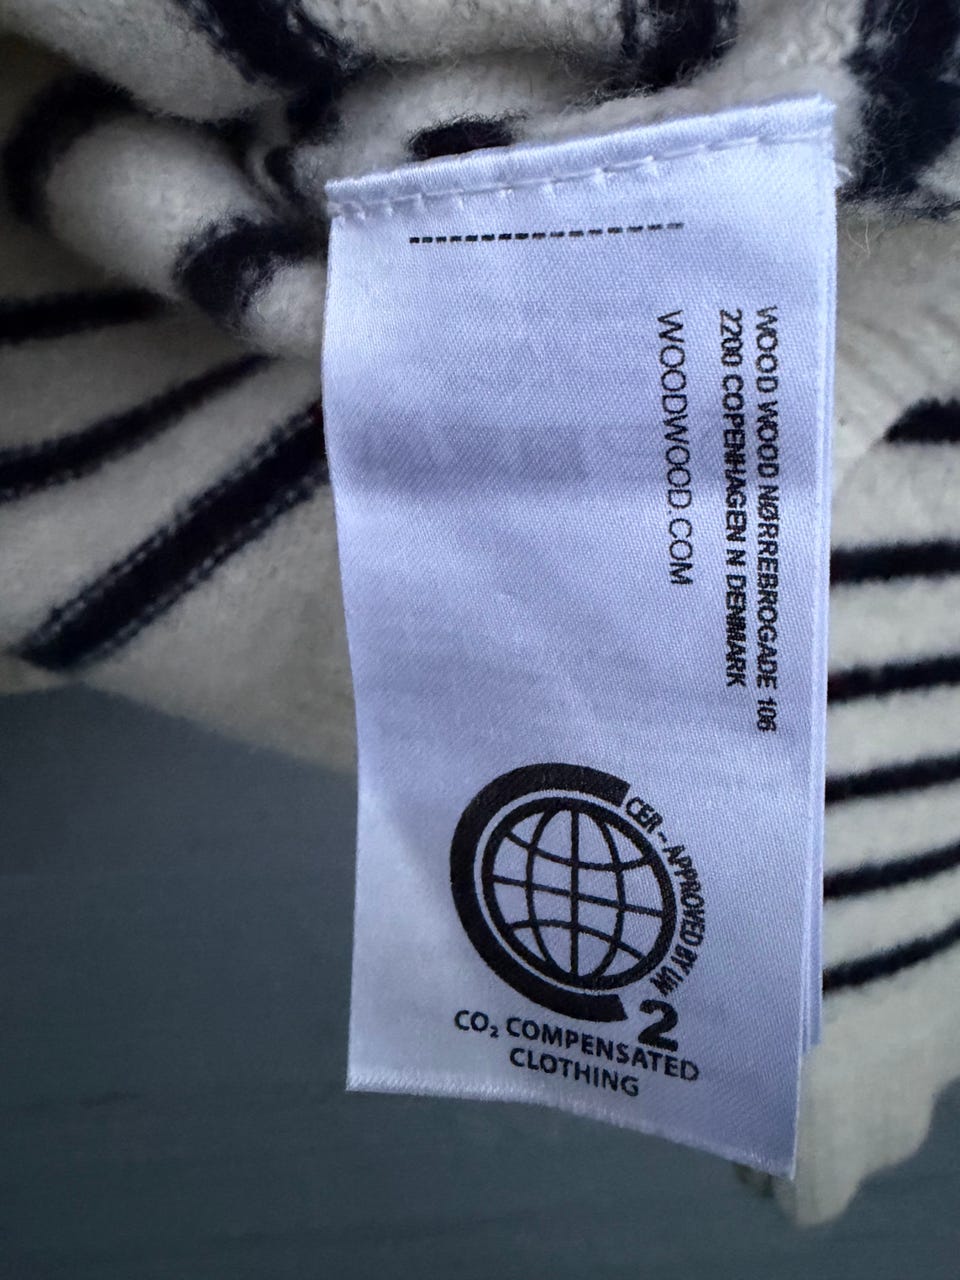 WOOD WOOD NØRREBROGADE 106
2200 COPENHAGEN N DENMARK
WOODWOOD.COM
CER - APPROVED BY UN
2
CO₂ COMPENSATED
CLOTHING